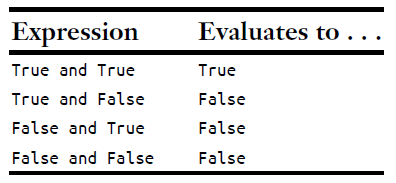 Expression Evaluates to . . .
True and True True
True and False False
False and True False
False and False False